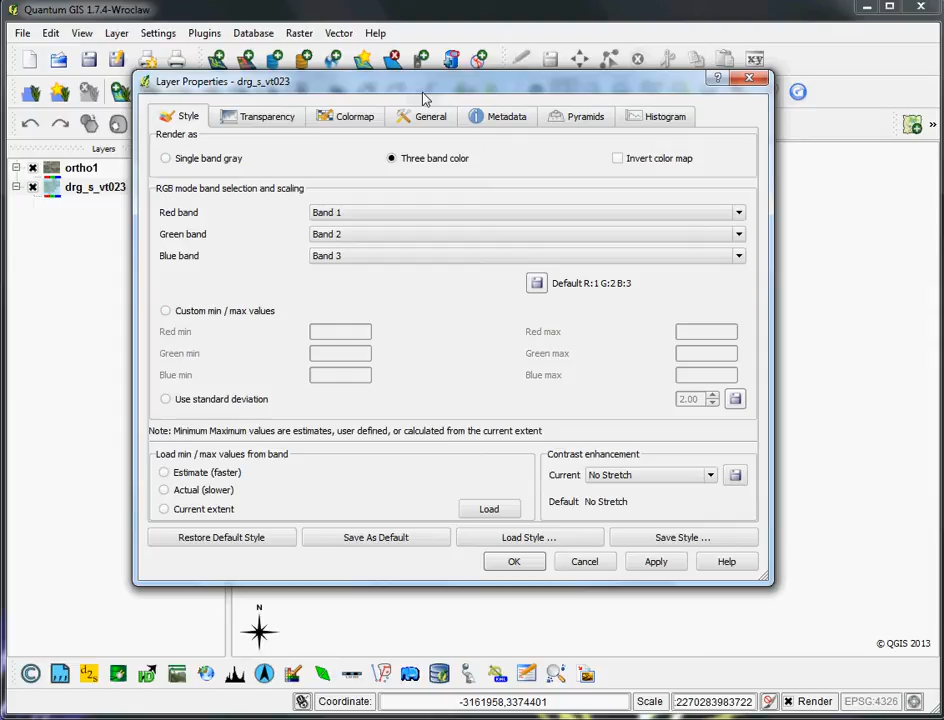 Quantum GIS 1.7.4-Wroclaw
File Edit View Layer Settings Plugins Database Raster Vector Help
Layer Properties - drg_s_vt023
Style Transparency Colormap General Metadata Pyramids Histogram
Layers
ortho1
drg_s_vt023
Render as
Single band gray Three band color Invert color map
RGB mode band selection and scaling
Red band Band 1
Green band Band 2
Blue band Band 3
Default R:1 G:2 B:3
Custom min / max values
Red min Red max
Green min Green max
Blue min Blue max
Use standard deviation 2.00
Note: Minimum Maximum values are estimates, user defined, or calculated from the current extent
Load min / max values from band Contrast enhancement
Estimate (faster) Current No Stretch
Actual (slower)
Current extent Load Default No Stretch
Restore Default Style Save As Default Load Style ... Save Style ...
OK Cancel Apply Help
N
© QGIS 2013
Coordinate: -3161958,3374401 Scale :2270283983722 Render EPSG:4326